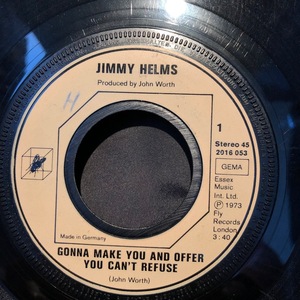 JIMMY HELMS
Produced by John Worth
1
Stereo 45
2016 053
GEMA
Essex
Music
Int. Ltd.
Ⓟ 1973
Fly
Records
London
3:40
Made in Germany
GONNA MAKE YOU AND OFFER
YOU CAN'T REFUSE
(John Worth)